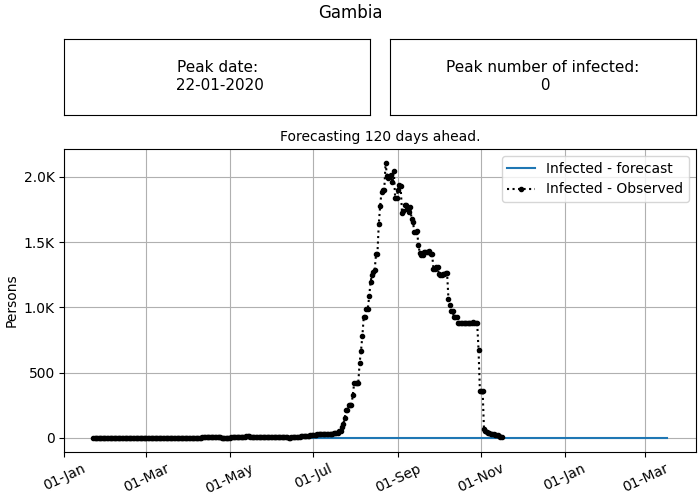 Gambia
Peak date:
22-01-2020
Peak number of infected:
0
Forecasting 120 days ahead.
Infected - forecast
Infected - Observed
2.0K
1.5K
1.0K
500
0
Persons
01-Jan
01-Mar
01-May
01-Jul
01-Sep
01-Nov
01-Jan
01-Mar